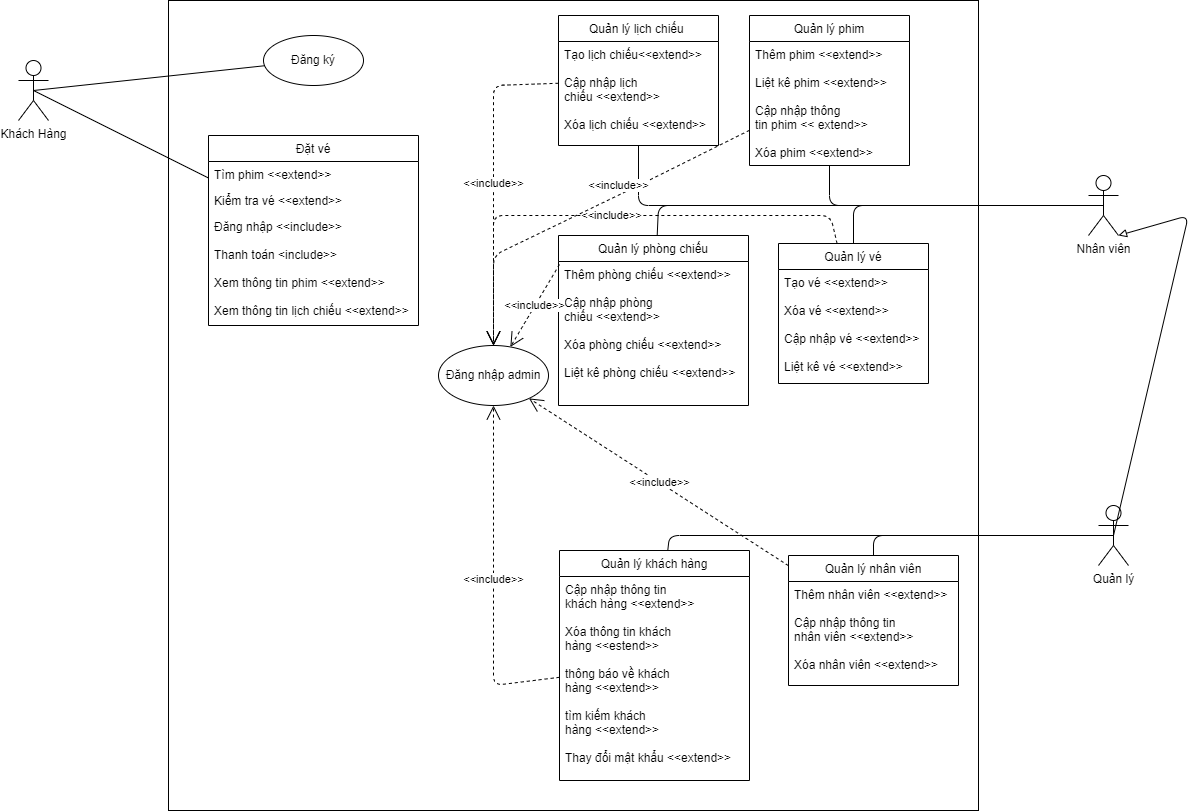 Khách Hàng
Đăng ký
Đặt vé
Tìm phim <<extend>>
Kiểm tra vé <<extend>>
Đăng nhập <<include>>
Thanh toán <include>>
Xem thông tin phim <<extend>>
Xem thông tin lịch chiếu <<extend>>
Quản lý lịch chiếu
Tạo lịch chiếu<<extend>>
Cập nhập lịch
chiếu <<extend>>
Xóa lịch chiếu <<extend>>
Quản lý phim
Thêm phim <<extend>>
Liệt kê phim <<extend>>
Cập nhập thông
tin phim << extend>>
Xóa phim <<extend>>
<<include>>
<<include>>
<<include>>
Nhân viên
Quản lý phòng chiếu
Thêm phòng chiếu <<extend>>
Cập nhập phòng
chiếu <<extend>>
Xóa phòng chiếu <<extend>>
Liệt kê phòng chiếu <<extend>>
Quản lý vé
Tạo vé <<extend>>
Xóa vé <<extend>>
Cập nhập vé <<extend>>
Liệt kê vé <<extend>>
<<include>>
Đăng nhập admin
<<include>>
<<include>>
Quản lý
Quản lý khách hàng
Cập nhập thông tin
khách hàng <<extend>>
Xóa thông tin khách
hàng <<estend>>
thông báo về khách
hàng <<extend>>
tìm kiếm khách
hàng <<extend>>
Thay đổi mật khẩu <<extend>>
Quản lý nhân viên
Thêm nhân viên <<extend>>
Cập nhập thông tin
nhân viên <<extend>>
Xóa nhân viên <<extend>>